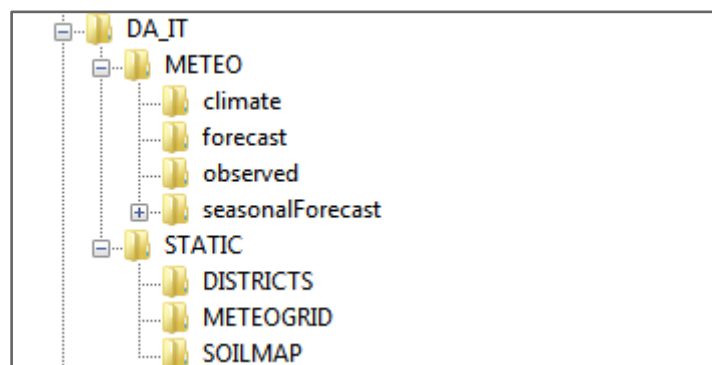 DA_IT
METEO
climate
forecast
observed
seasonalForecast
STATIC
DISTRICTS
METEOGRID
SOILMAP